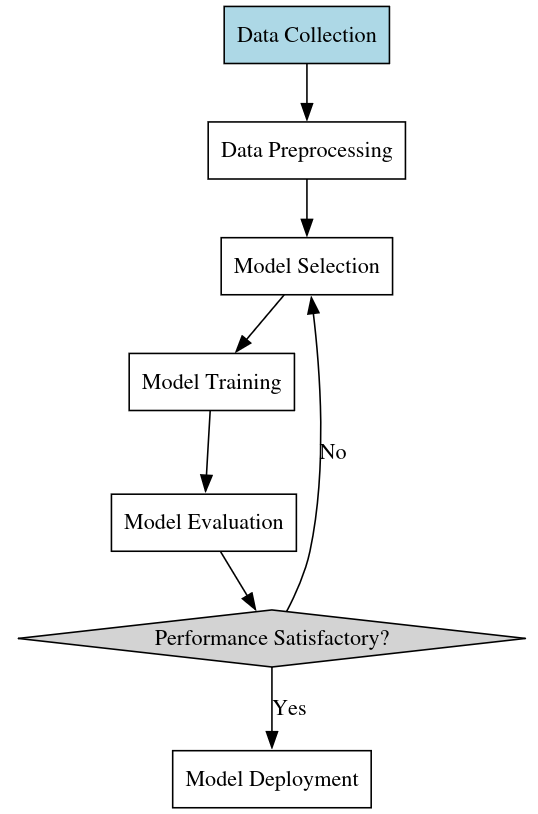 Data Collection
Data Preprocessing
Model Selection
Model Training
No
Model Evaluation
Performance Satisfactory?
Yes
Model Deployment